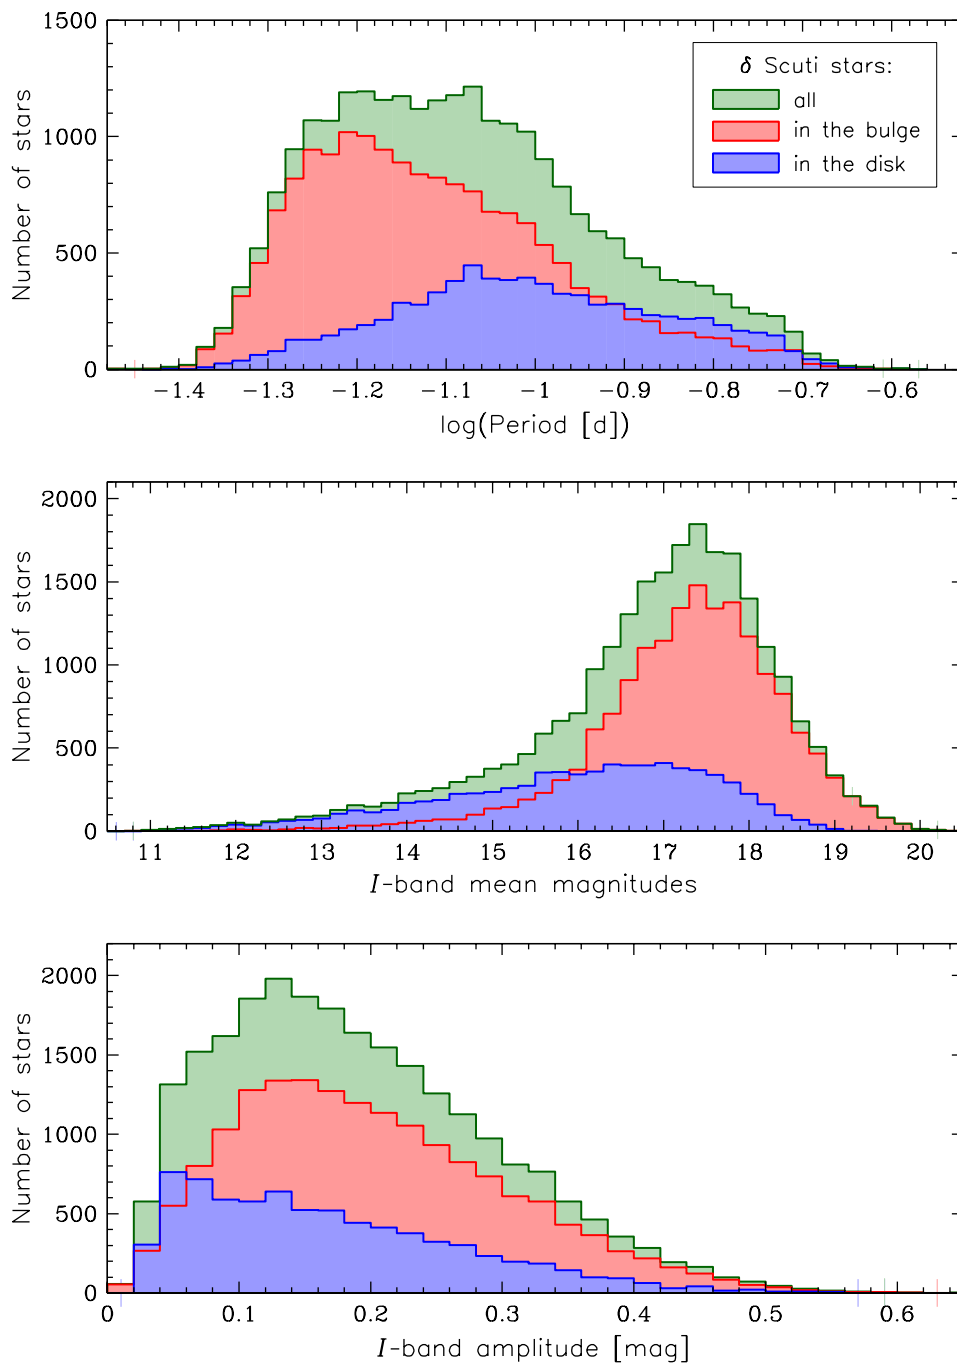 1500
1000
500
0
Number of stars
δ Scuti stars:
all
in the bulge
in the disk
−1.4 −1.3 −1.2 −1.1 −1 −0.9 −0.8 −0.7 −0.6
log(Period [d])
2000
1500
1000
500
0
Number of stars
11 12 13 14 15 16 17 18 19 20
I-band mean magnitudes
2000
1500
1000
500
0
Number of stars
0 0.1 0.2 0.3 0.4 0.5 0.6
I-band amplitude [mag]